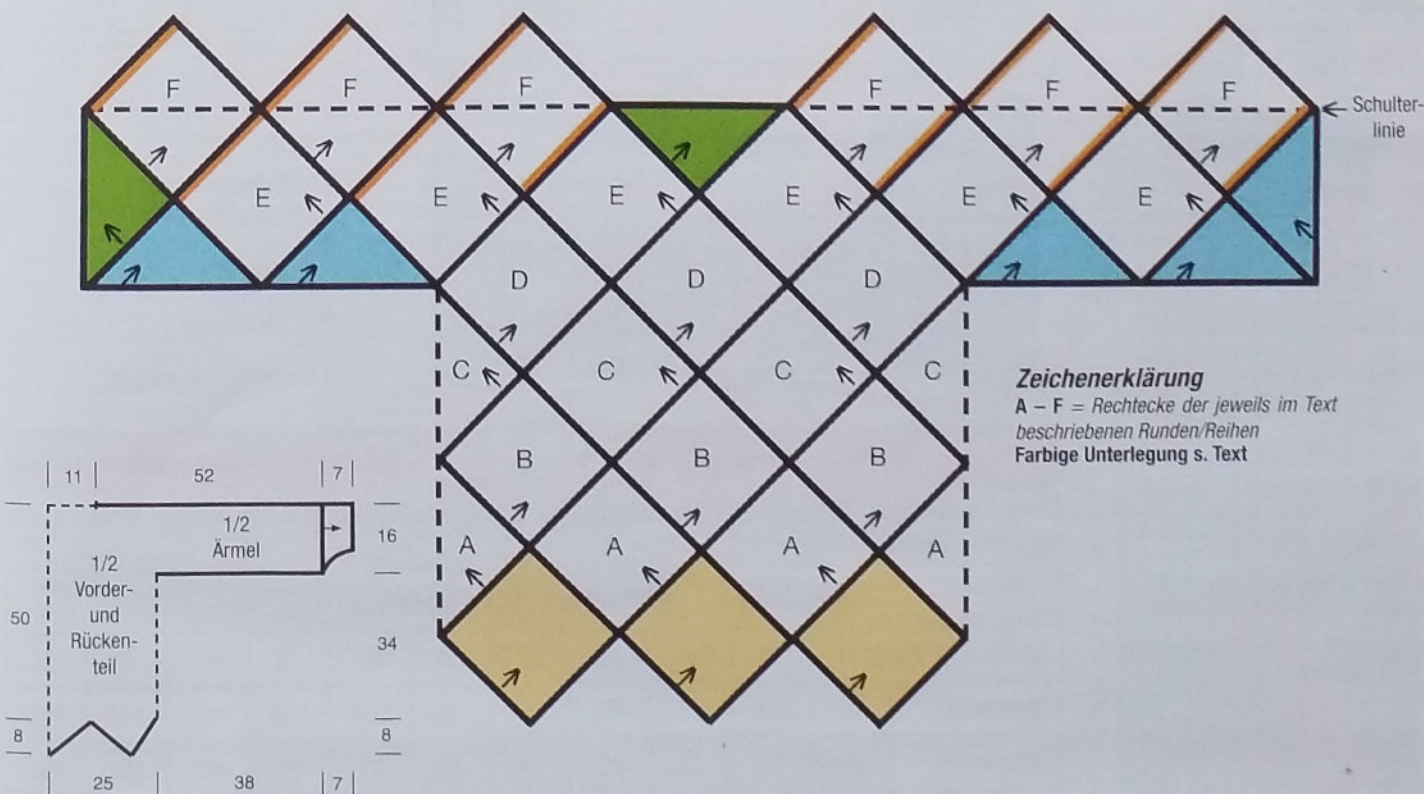 F F F F F F
Schulter-
linie
E E E E E E
D D D
C C C C
Zeichenerklärung
A – F = Rechtecke der jeweils im Text
beschriebenen Runden/Reihen
Farbige Unterlegung s. Text
B B B
A A A A
11 52 7
1/2
Ärmel
16
1/2
Vorder-
und
Rücken-
teil
50
34
8
8
25 38 7